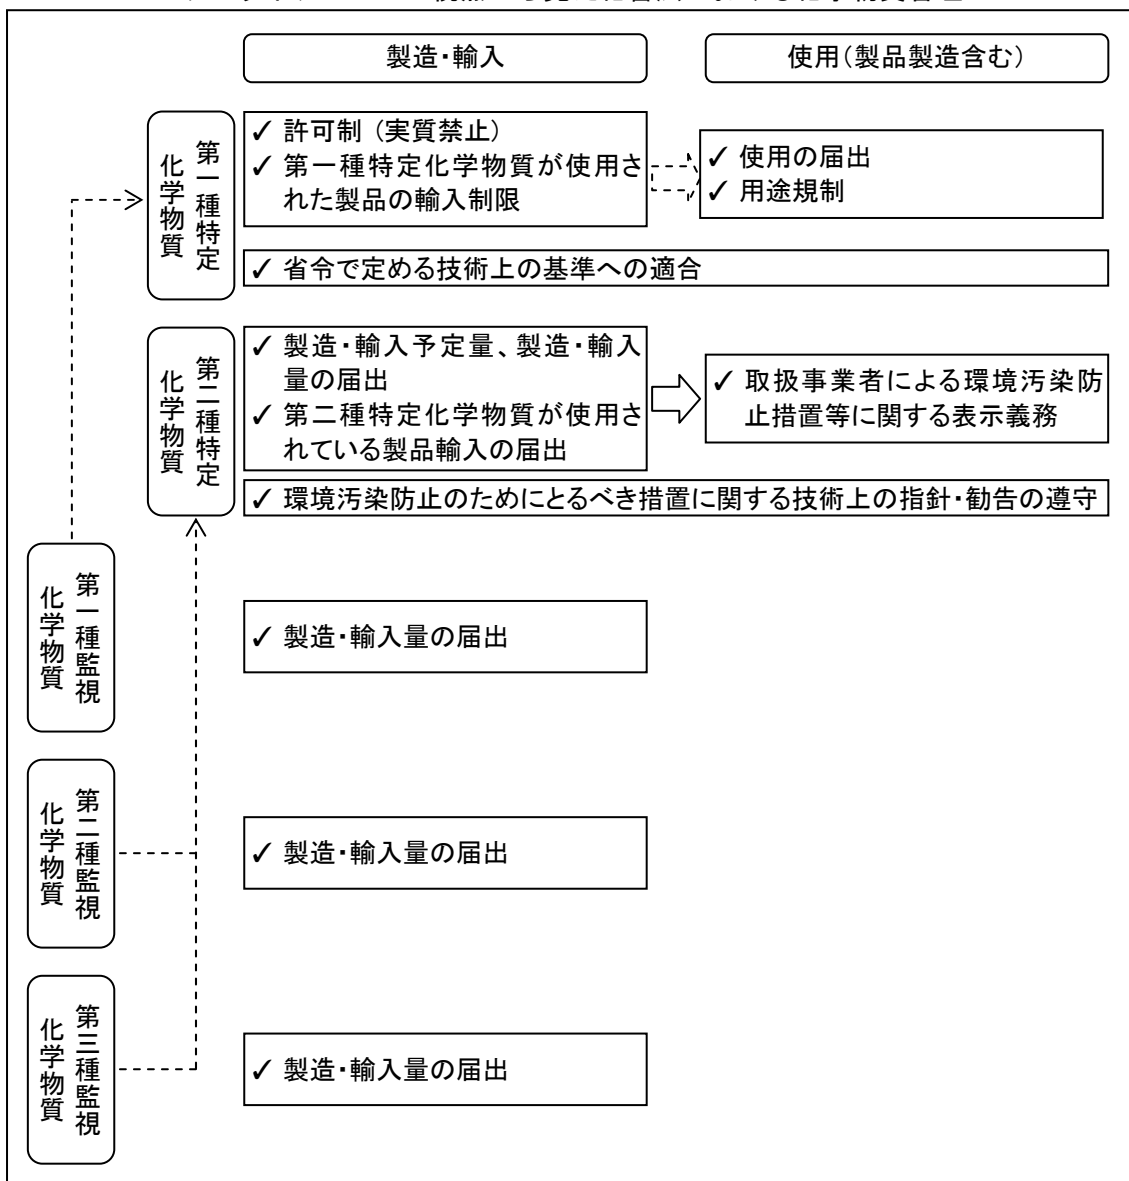 製造・輸入
使用(製品製造含む)
第一種特定
化学物質
✓ 許可制 (実質禁止)
✓ 第一種特定化学物質が使用さ
れた製品の輸入制限
✓ 使用の届出
✓ 用途規制
✓ 省令で定める技術上の基準への適合
第二種特定
化学物質
✓ 製造・輸入予定量、製造・輸入
量の届出
✓ 第二種特定化学物質が使用さ
れている製品輸入の届出
✓ 取扱事業者による環境汚染防
止措置等に関する表示義務
✓ 環境汚染防止のためにとるべき措置に関する技術上の指針・勧告の遵守
第一種監視
化学物質
✓ 製造・輸入量の届出
第二種監視
化学物質
✓ 製造・輸入量の届出
第三種監視
化学物質
✓ 製造・輸入量の届出